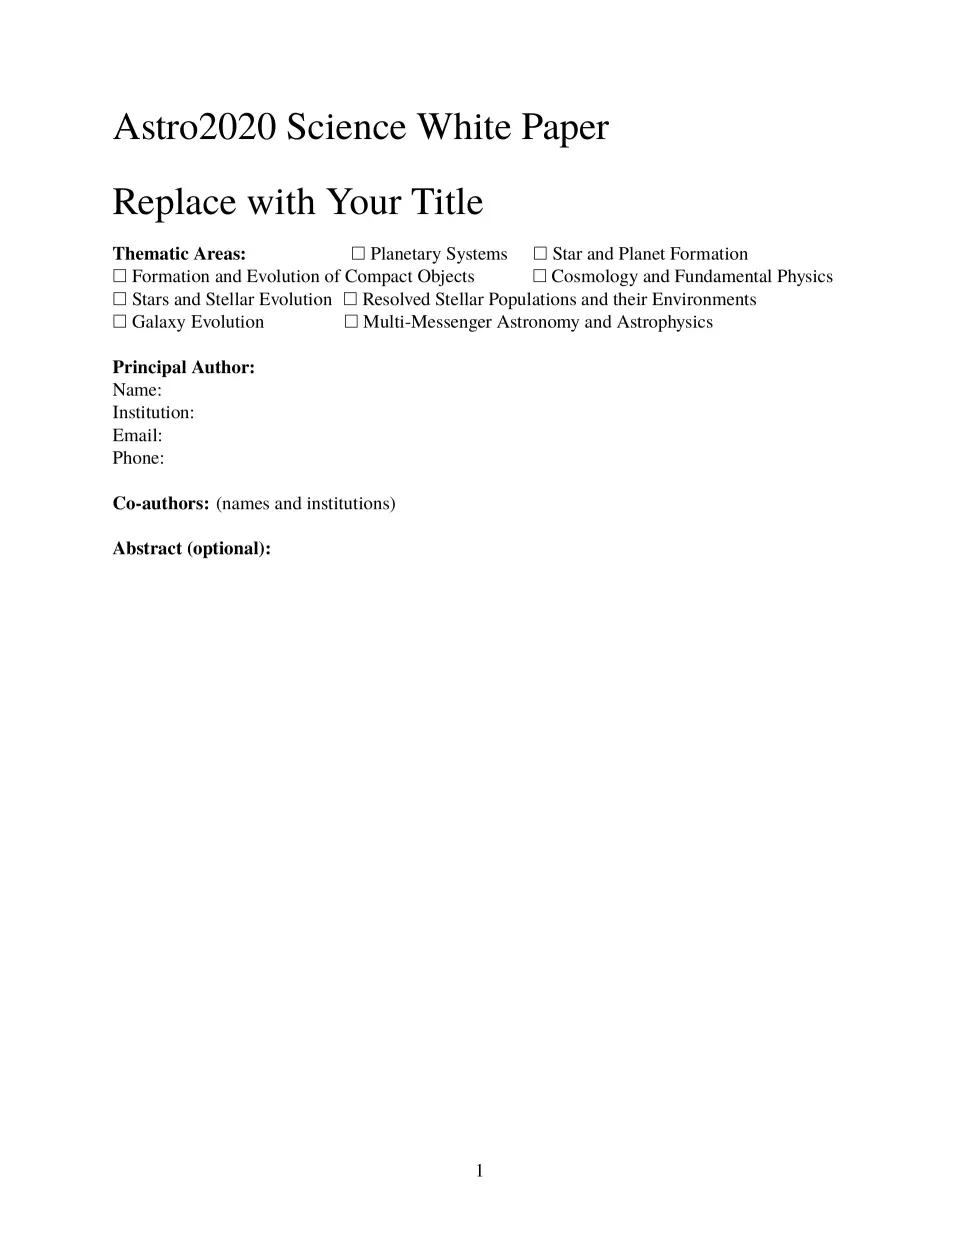 Astro2020 Science White Paper
Replace with Your Title
Thematic Areas: ☐ Planetary Systems ☐ Star and Planet Formation
☐ Formation and Evolution of Compact Objects ☐ Cosmology and Fundamental Physics
☐ Stars and Stellar Evolution ☐ Resolved Stellar Populations and their Environments
☐ Galaxy Evolution ☐ Multi-Messenger Astronomy and Astrophysics
Principal Author:
Name:
Institution:
Email:
Phone:
Co-authors: (names and institutions)
Abstract (optional):
1